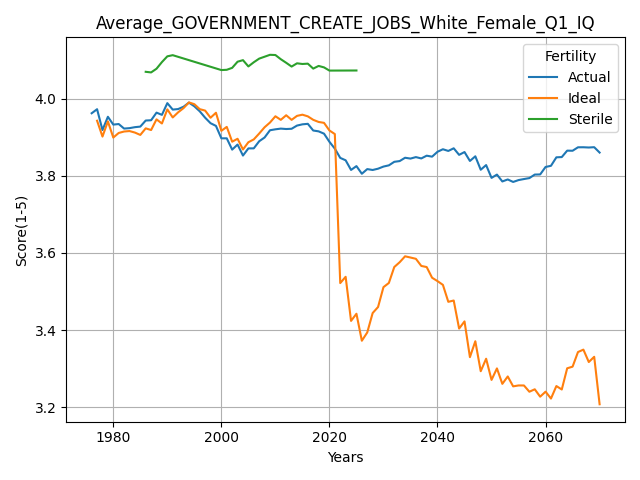 Average_GOVERNMENT_CREATE_JOBS_White_Female_Q1_IQ
Fertility
Actual
Ideal
Sterile
Score(1-5)
4.0
3.8
3.6
3.4
3.2
1980 2000 2020 2040 2060
Years